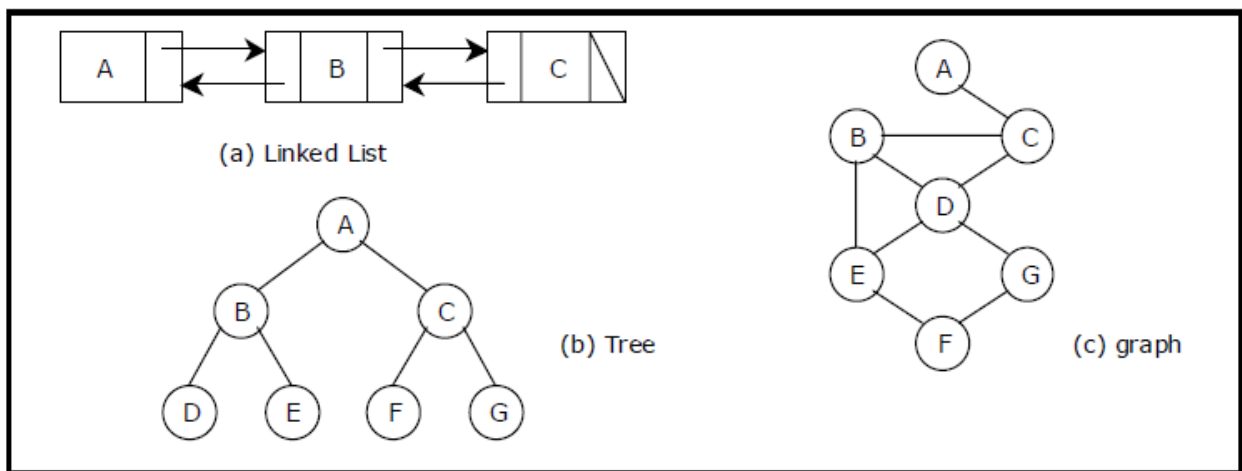 A B C
(a) Linked List
A
B C
D E F G
(b) Tree
A
B C
D
E G
F
(c) graph